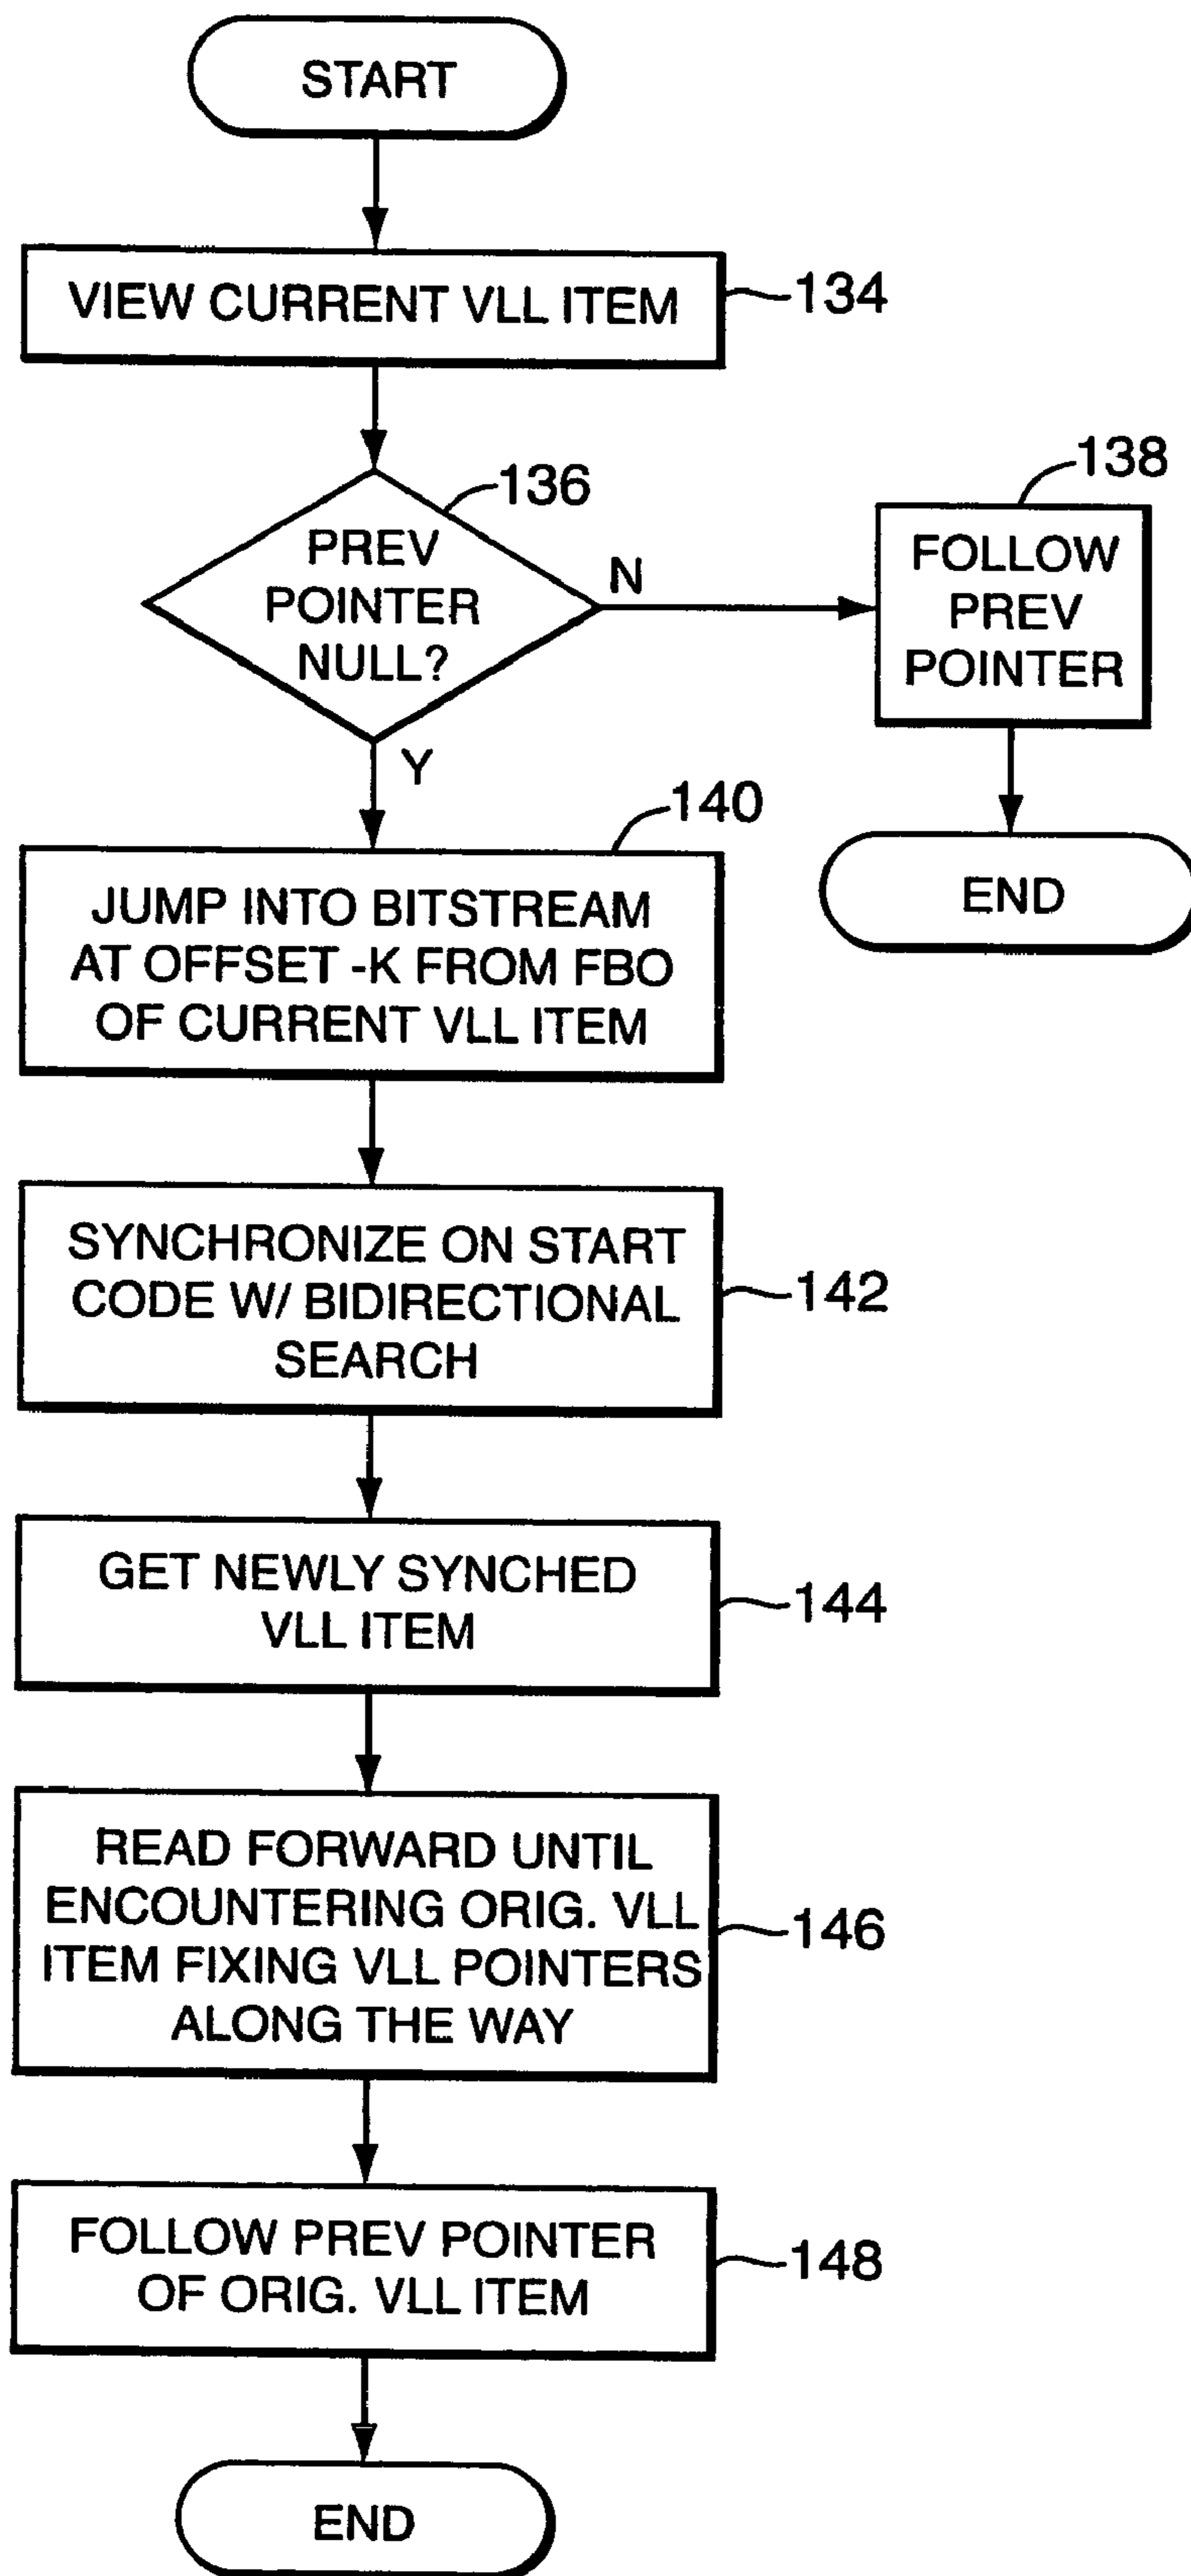 START
VIEW CURRENT VLL ITEM
134
136
PREV
POINTER
NULL?
N
138
FOLLOW
PREV
POINTER
END
Y
140
JUMP INTO BITSTREAM
AT OFFSET -K FROM FBO
OF CURRENT VLL ITEM
SYNCHRONIZE ON START
CODE W/ BIDIRECTIONAL
SEARCH
142
GET NEWLY SYNCHED
VLL ITEM
144
READ FORWARD UNTIL
ENCOUNTERING ORIG. VLL
ITEM FIXING VLL POINTERS
ALONG THE WAY
146
FOLLOW PREV POINTER
OF ORIG. VLL ITEM
148
END